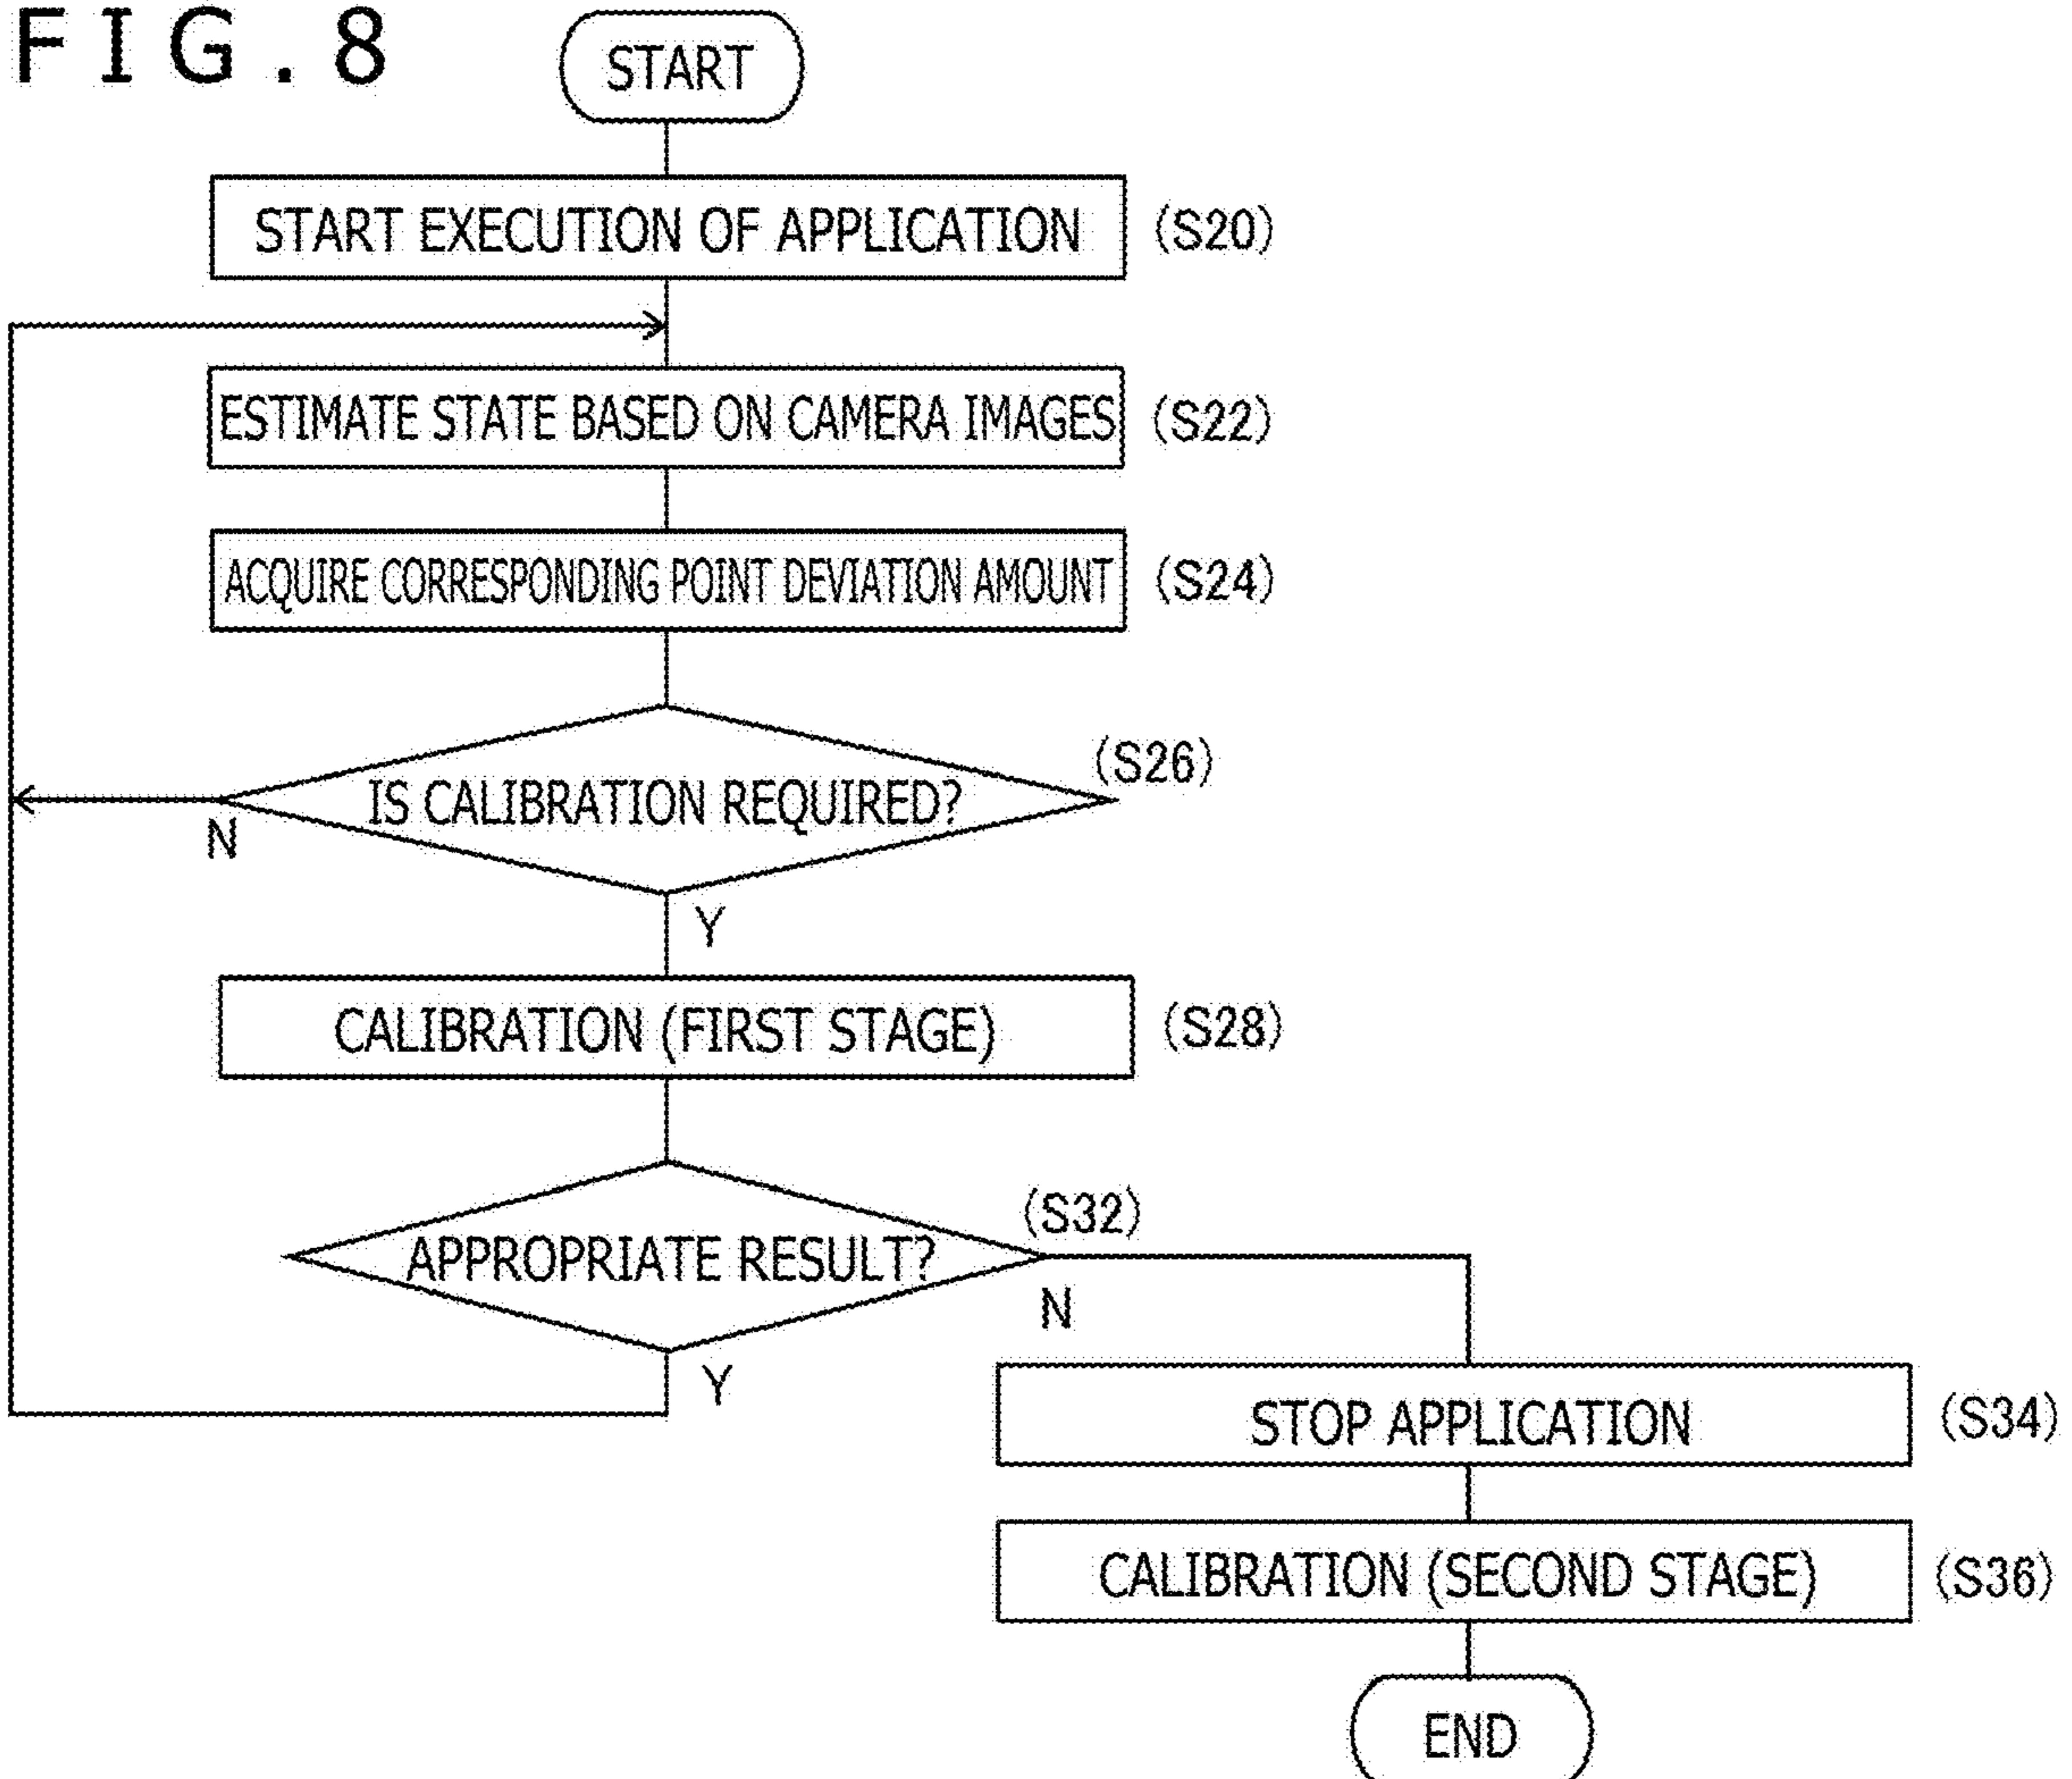 FIG.8
START
START EXECUTION OF APPLICATION (S20)
ESTIMATE STATE BASED ON CAMERA IMAGES (S22)
ACQUIRE CORRESPONDING POINT DEVIATION AMOUNT (S24)
(S26)
IS CALIBRATION REQUIRED?
N
Y
CALIBRATION (FIRST STAGE) (S28)
(S32)
APPROPRIATE RESULT?
N
Y
STOP APPLICATION (S34)
CALIBRATION (SECOND STAGE) (S36)
END